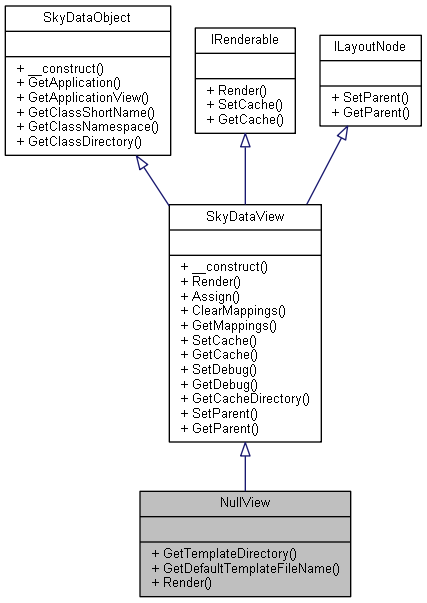 SkyDataObject
+ __construct()
+ GetApplication()
+ GetApplicationView()
+ GetClassShortName()
+ GetClassNamespace()
+ GetClassDirectory()
IRenderable
+ Render()
+ SetCache()
+ GetCache()
ILayoutNode
+ SetParent()
+ GetParent()
SkyDataView
+ __construct()
+ Render()
+ Assign()
+ ClearMappings()
+ GetMappings()
+ SetCache()
+ GetCache()
+ SetDebug()
+ GetDebug()
+ GetCacheDirectory()
+ SetParent()
+ GetParent()
NullView
+ GetTemplateDirectory()
+ GetDefaultTemplateFileName()
+ Render()